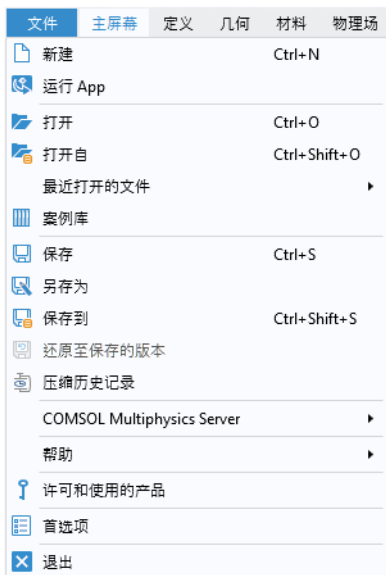 文件 主屏幕 定义 几何 材料 物理场
新建 Ctrl+N
运行 App
打开 Ctrl+O
打开自 Ctrl+Shift+O
最近打开的文件
案例库
保存 Ctrl+S
另存为
保存到 Ctrl+Shift+S
还原至保存的版本
压缩历史记录
COMSOL Multiphysics Server
帮助
许可和使用的产品
首选项
退出